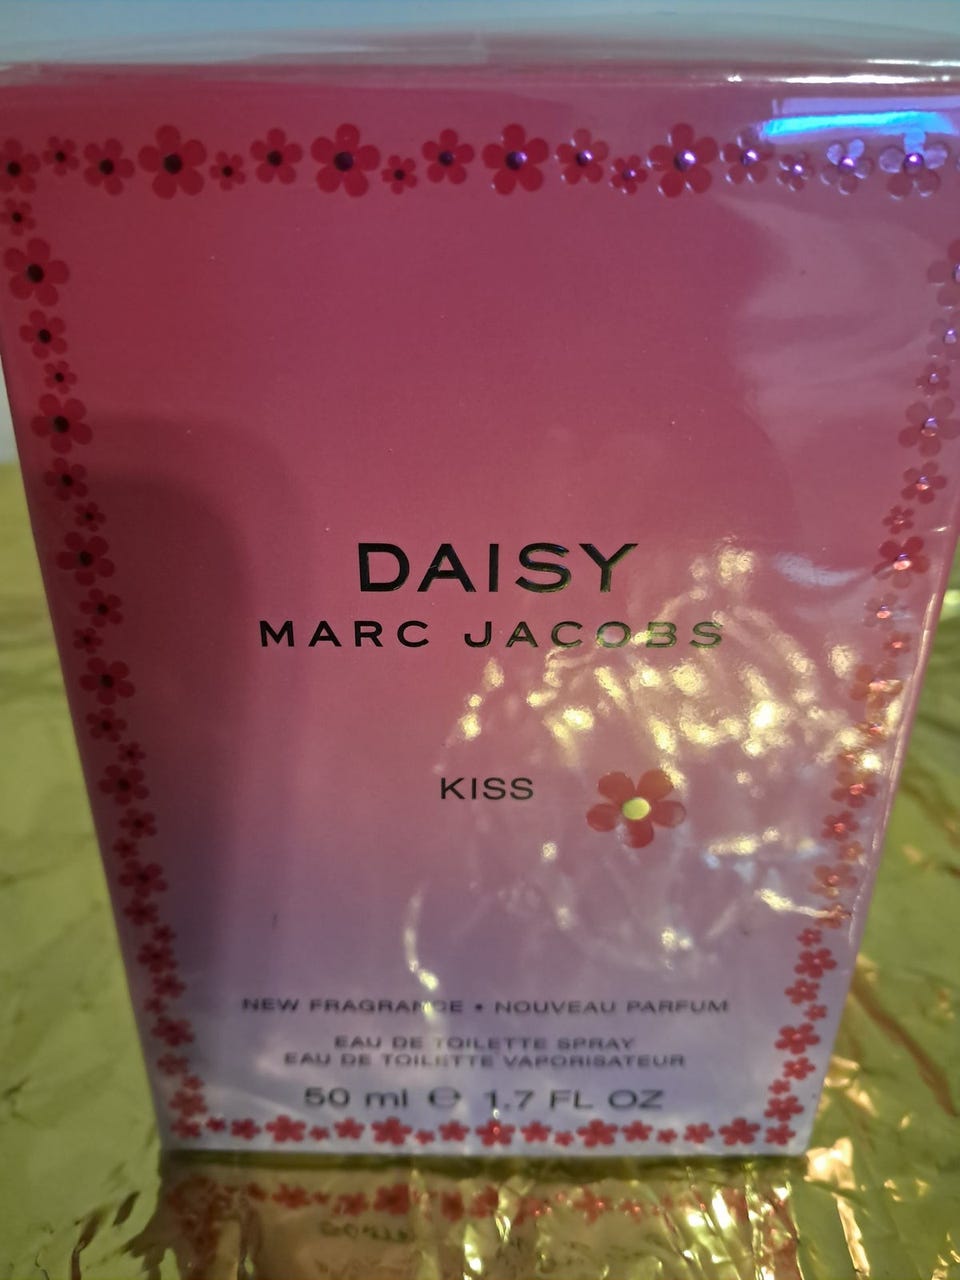 DAISY
MARC JACOBS
KISS
NEW FRAGRANCE • NOUVEAU PARFUM
EAU DE TOILETTE SPRAY
EAU DE TOILETTE VAPORISATEUR
50 ml ℮ 1.7 FL OZ